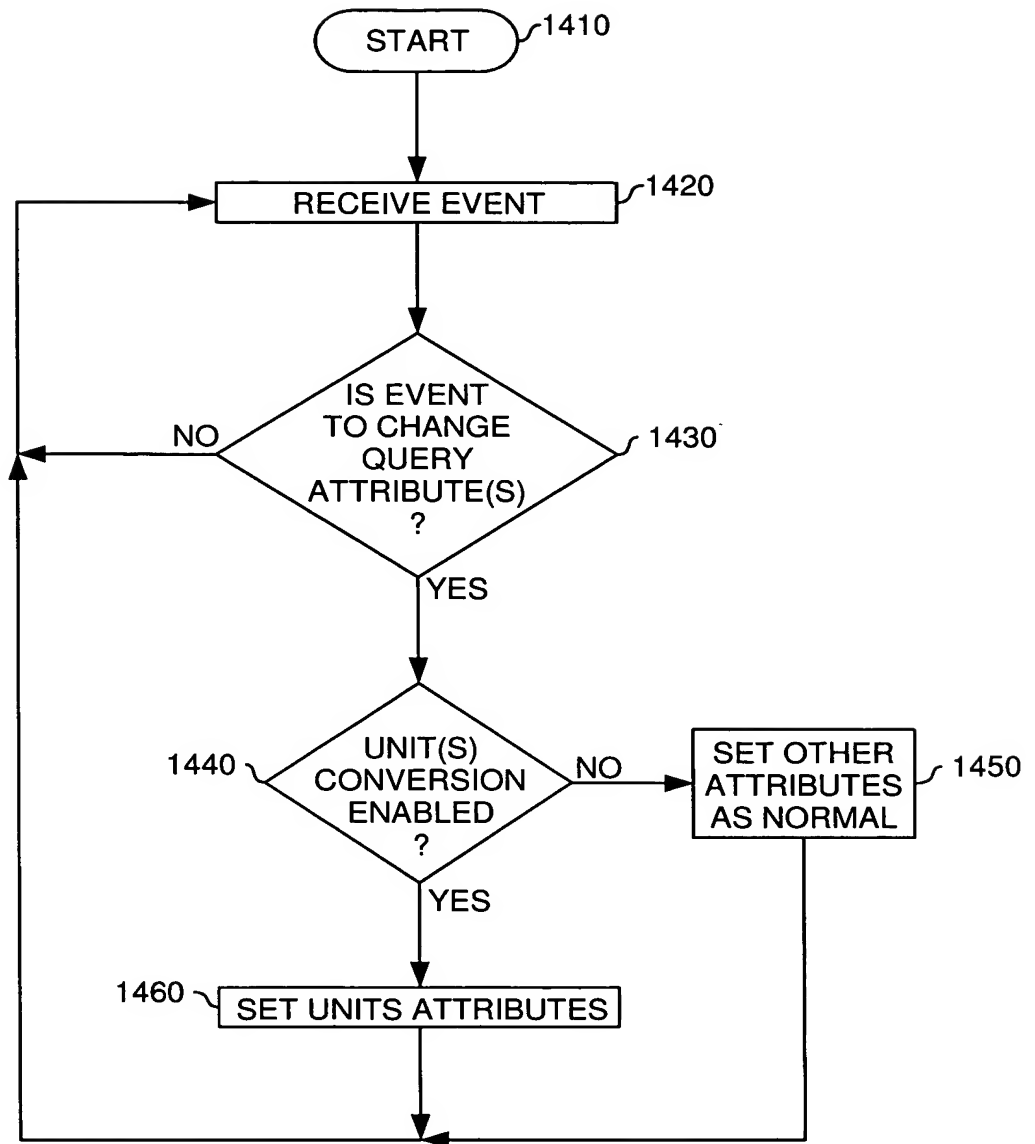 START
1410
RECEIVE EVENT
1420
IS EVENT
TO CHANGE
QUERY
ATTRIBUTE(S)
?
1430
NO
YES
1440
UNIT(S)
CONVERSION
ENABLED
?
NO
SET OTHER
ATTRIBUTES
AS NORMAL
1450
YES
1460
SET UNITS ATTRIBUTES